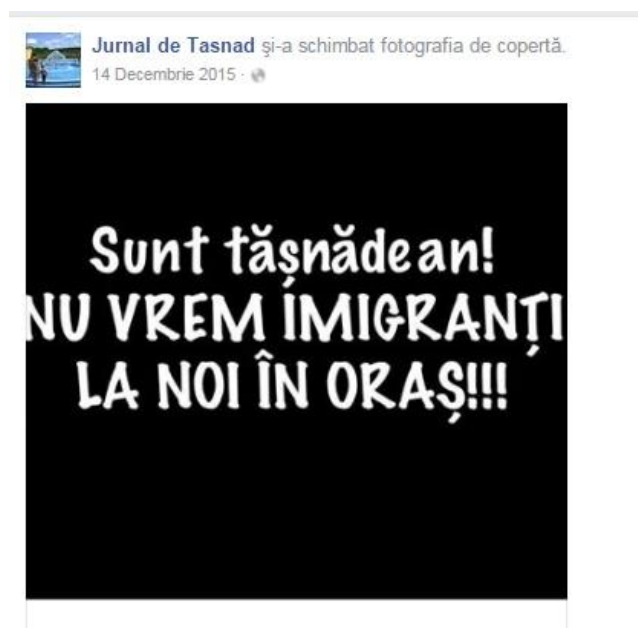 Jurnal de Tasnad și-a schimbat fotografia de copertă.
14 Decembrie 2015 ·
Sunt tășnădean!
NU VREM IMIGRANȚI
LA NOI ÎN ORAȘ!!!